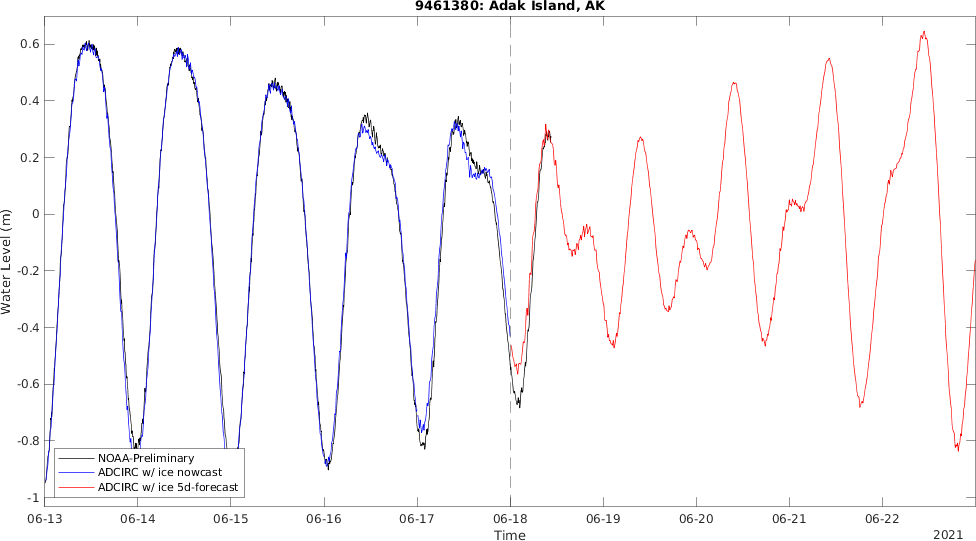 9461380: Adak Island, AK
Water Level (m)
0.6
0.4
0.2
0
-0.2
-0.4
-0.6
-0.8
-1
NOAA-Preliminary
ADCIRC w/ ice nowcast
ADCIRC w/ ice 5d-forecast
06-13 06-14 06-15 06-16 06-17 06-18 06-19 06-20 06-21 06-22
Time
2021